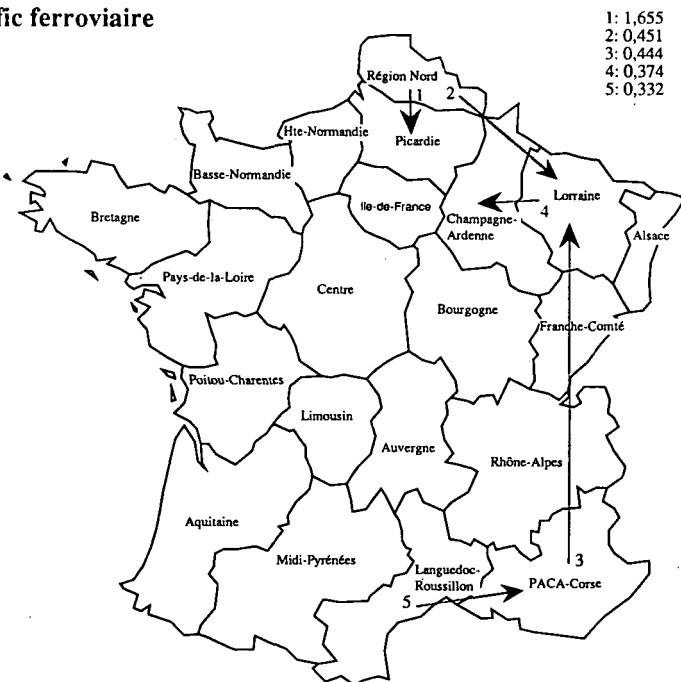 fic ferroviaire
1: 1,655
2: 0,451
3: 0,444
4: 0,374
5: 0,332
Région Nord
1
2
Hte-Normandie
Picardie
Basse-Normandie
Lorraine
Ile-de-France
4
Bretagne
Champagne-
Ardenne
Alsace
Pays-de-la-Loire
Centre
Bourgogne
Franche-Comté
Poitou-Charentes
Limousin
Auvergne
Rhône-Alpes
Aquitaine
Midi-Pyrénées
3
Languedoc-
Roussillon
PACA-Corse
5